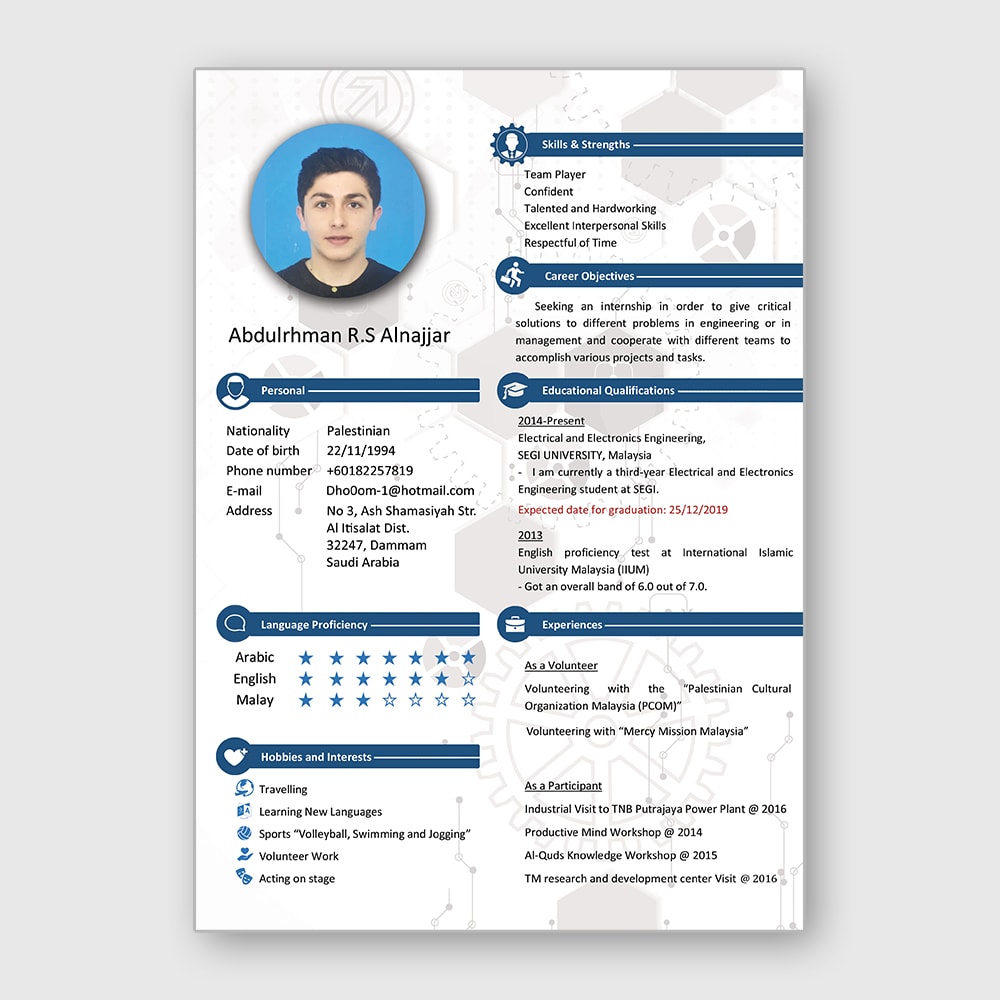 Abdulrhman R.S Alnajjar
Personal
Nationality Palestinian
Date of birth 22/11/1994
Phone number +60182257819
E-mail Dho0om-1@hotmail.com
Address No 3, Ash Shamasiyah Str.
Al Itisalat Dist.
32247, Dammam
Saudi Arabia
Language Proficiency
Arabic ★ ★ ★ ★ ★ ★ ★
English ★ ★ ★ ★ ★ ★ ☆
Malay ★ ★ ★ ☆ ☆ ☆ ☆
Hobbies and Interests
Travelling
Learning New Languages
Sports “Volleyball, Swimming and Jogging”
Volunteer Work
Acting on stage
Skills & Strengths
Team Player
Confident
Talented and Hardworking
Excellent Interpersonal Skills
Respectful of Time
Career Objectives
Seeking an internship in order to give critical
solutions to different problems in engineering or in
management and cooperate with different teams to
accomplish various projects and tasks.
Educational Qualifications
2014-Present
Electrical and Electronics Engineering,
SEGI UNIVERSITY, Malaysia
- I am currently a third-year Electrical and Electronics
Engineering student at SEGI.
Expected date for graduation: 25/12/2019
2013
English proficiency test at International Islamic
University Malaysia (IIUM)
- Got an overall band of 6.0 out of 7.0.
Experiences
As a Volunteer
Volunteering with the “Palestinian Cultural
Organization Malaysia (PCOM)”
Volunteering with “Mercy Mission Malaysia”
As a Participant
Industrial Visit to TNB Putrajaya Power Plant @ 2016
Productive Mind Workshop @ 2014
Al-Quds Knowledge Workshop @ 2015
TM research and development center Visit @ 2016